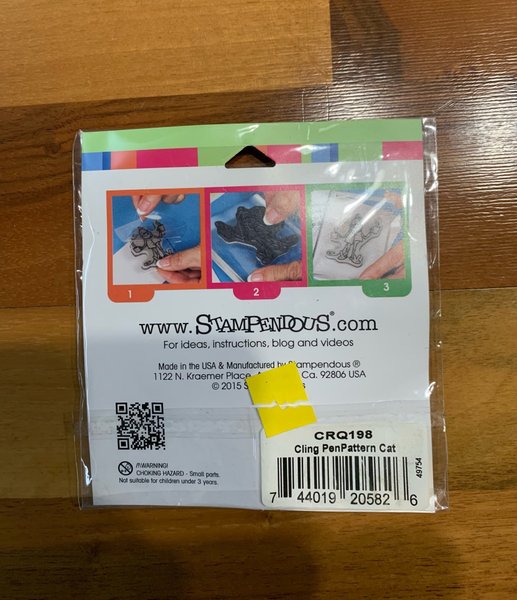 1 2 3
www.STAMPENDOUS®.com
For ideas, instructions, blog and videos
Made in the USA & Manufactured by Stampendous ®
1122 N. Kraemer Place, Ca. 92806 USA
© 2015
⚠WARNING!
CHOKING HAZARD - Small parts.
Not suitable for children under 3 years.
CRQ198
Cling PenPattern Cat
49754
7 44019 20582 6